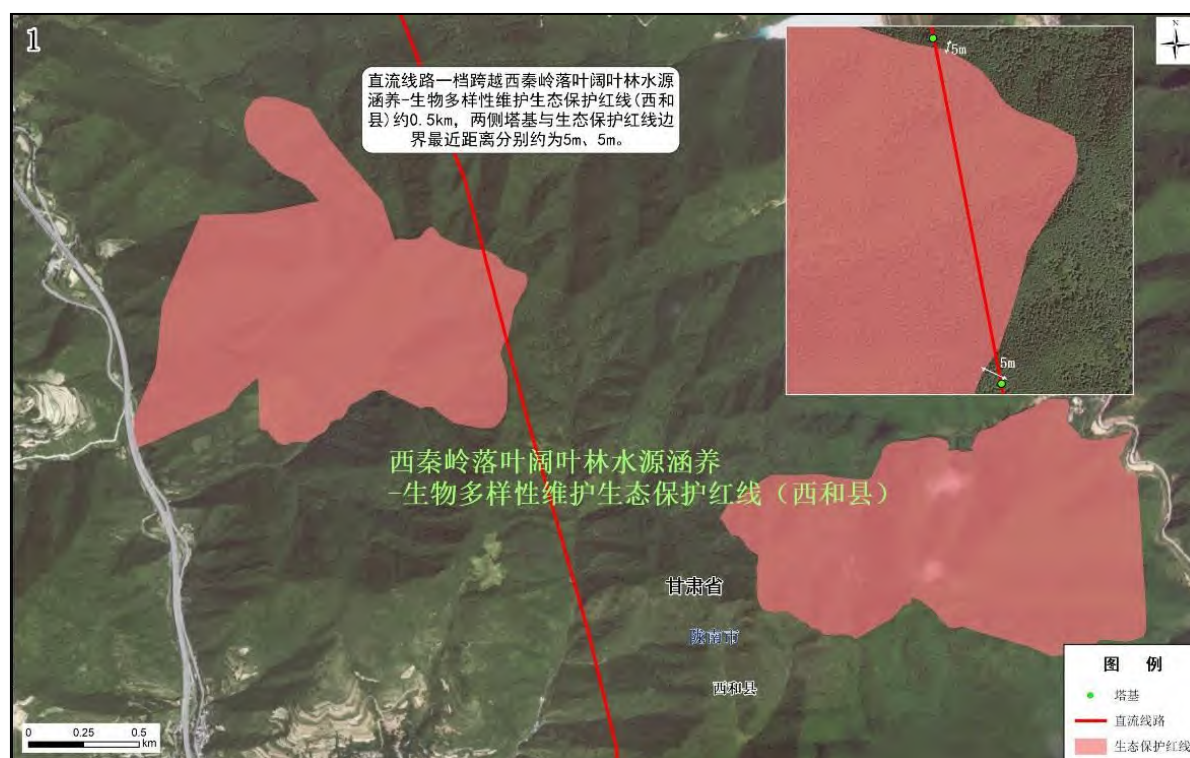 1
直流线路一档跨越西秦岭落叶阔叶林水源
涵养-生物多样性维护生态保护红线(西和
县)约0.5km，两侧塔基与生态保护红线边
界最近距离分别约为5m、5m。
5m
N
5m
西秦岭落叶阔叶林水源涵养
-生物多样性维护生态保护红线（西和县）
甘肃省
陇南市
西和县
0 0.25 0.5
km
图 例
塔基
直流线路
生态保护红线